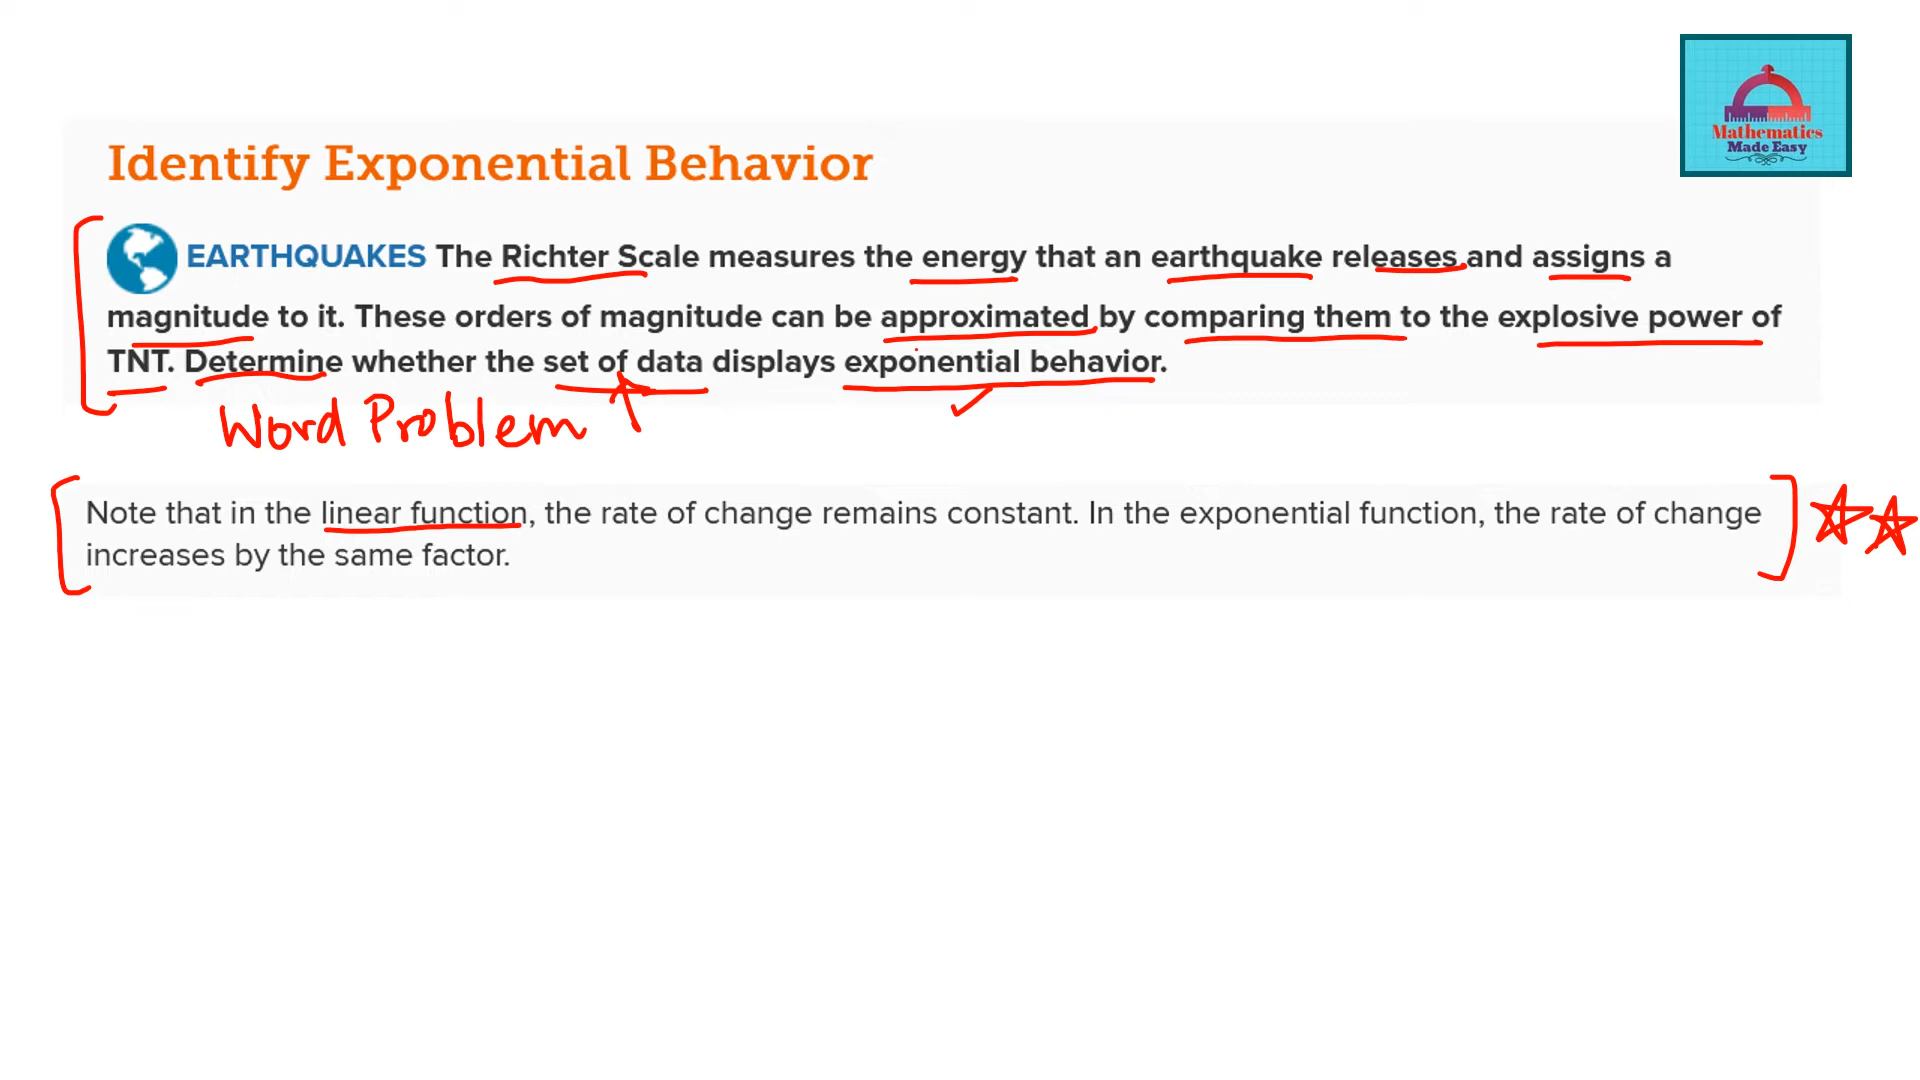 Mathematics
Made Easy
Identify Exponential Behavior
EARTHQUAKES The Richter Scale measures the energy that an earthquake releases and assigns a
magnitude to it. These orders of magnitude can be approximated by comparing them to the explosive power of
TNT. Determine whether the set of data displays exponential behavior.
Word Problem
Note that in the linear function, the rate of change remains constant. In the exponential function, the rate of change
increases by the same factor.